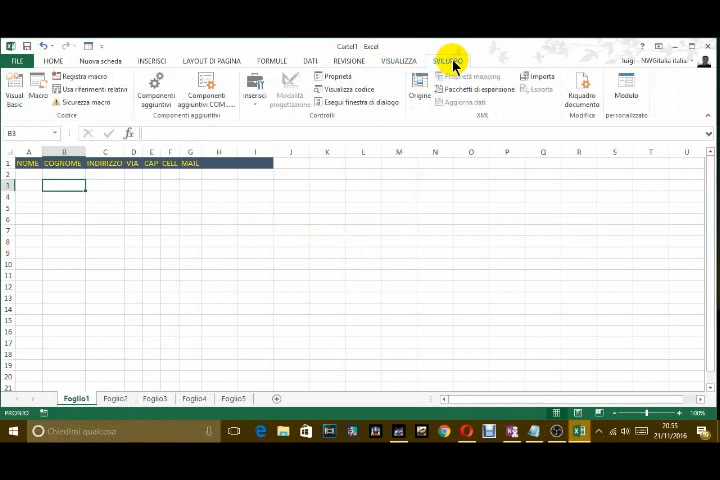 Cartel1 - Excel
FILE HOME Nuova scheda INSERISCI LAYOUT DI PAGINA FORMULE DATI REVISIONE VISUALIZZA SVILUPPO luigi - NWGitalia italia
Visual Basic
Macro
Registra macro
Usa riferimenti relativi
Sicurezza macro
Codice
Componenti aggiuntivi
Componenti aggiuntivi COM...
Componenti aggiuntivi
Inserisci
Modalità progettazione
Proprietà
Visualizza codice
Esegui finestra di dialogo
Controlli
Origine
Proprietà mapping
Pacchetti di espansione
Aggiorna dati
Importa
Esporta
XML
Riquadro documento
Modifica
Modulo
personalizzato
B3
fx
A B C D E F G H I J K L M N O P Q R S T U
1 NOME COGNOME INDIRIZZO VIA CAP CELL MAIL
2
3
4
5
6
7
8
9
10
11
12
13
14
15
16
17
18
19
20
21
Foglio1 Foglio2 Foglio3 Foglio4 Foglio5
PRONTO 100%
Chiedimi qualcosa
20.55
21/11/2016